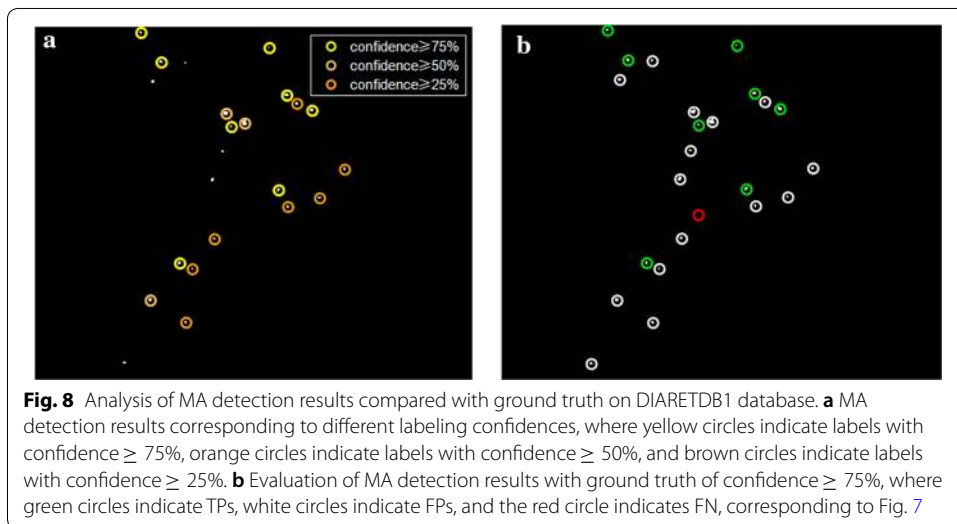 a
confidence≥75%
confidence≥50%
confidence≥25%
b
Fig. 8 Analysis of MA detection results compared with ground truth on DIARETDB1 database. a MA
detection results corresponding to different labeling confidences, where yellow circles indicate labels with
confidence ≥ 75%, orange circles indicate labels with confidence ≥ 50%, and brown circles indicate labels
with confidence ≥ 25%. b Evaluation of MA detection results with ground truth of confidence ≥ 75%, where
green circles indicate TPs, white circles indicate FPs, and the red circle indicates FN, corresponding to Fig. 7